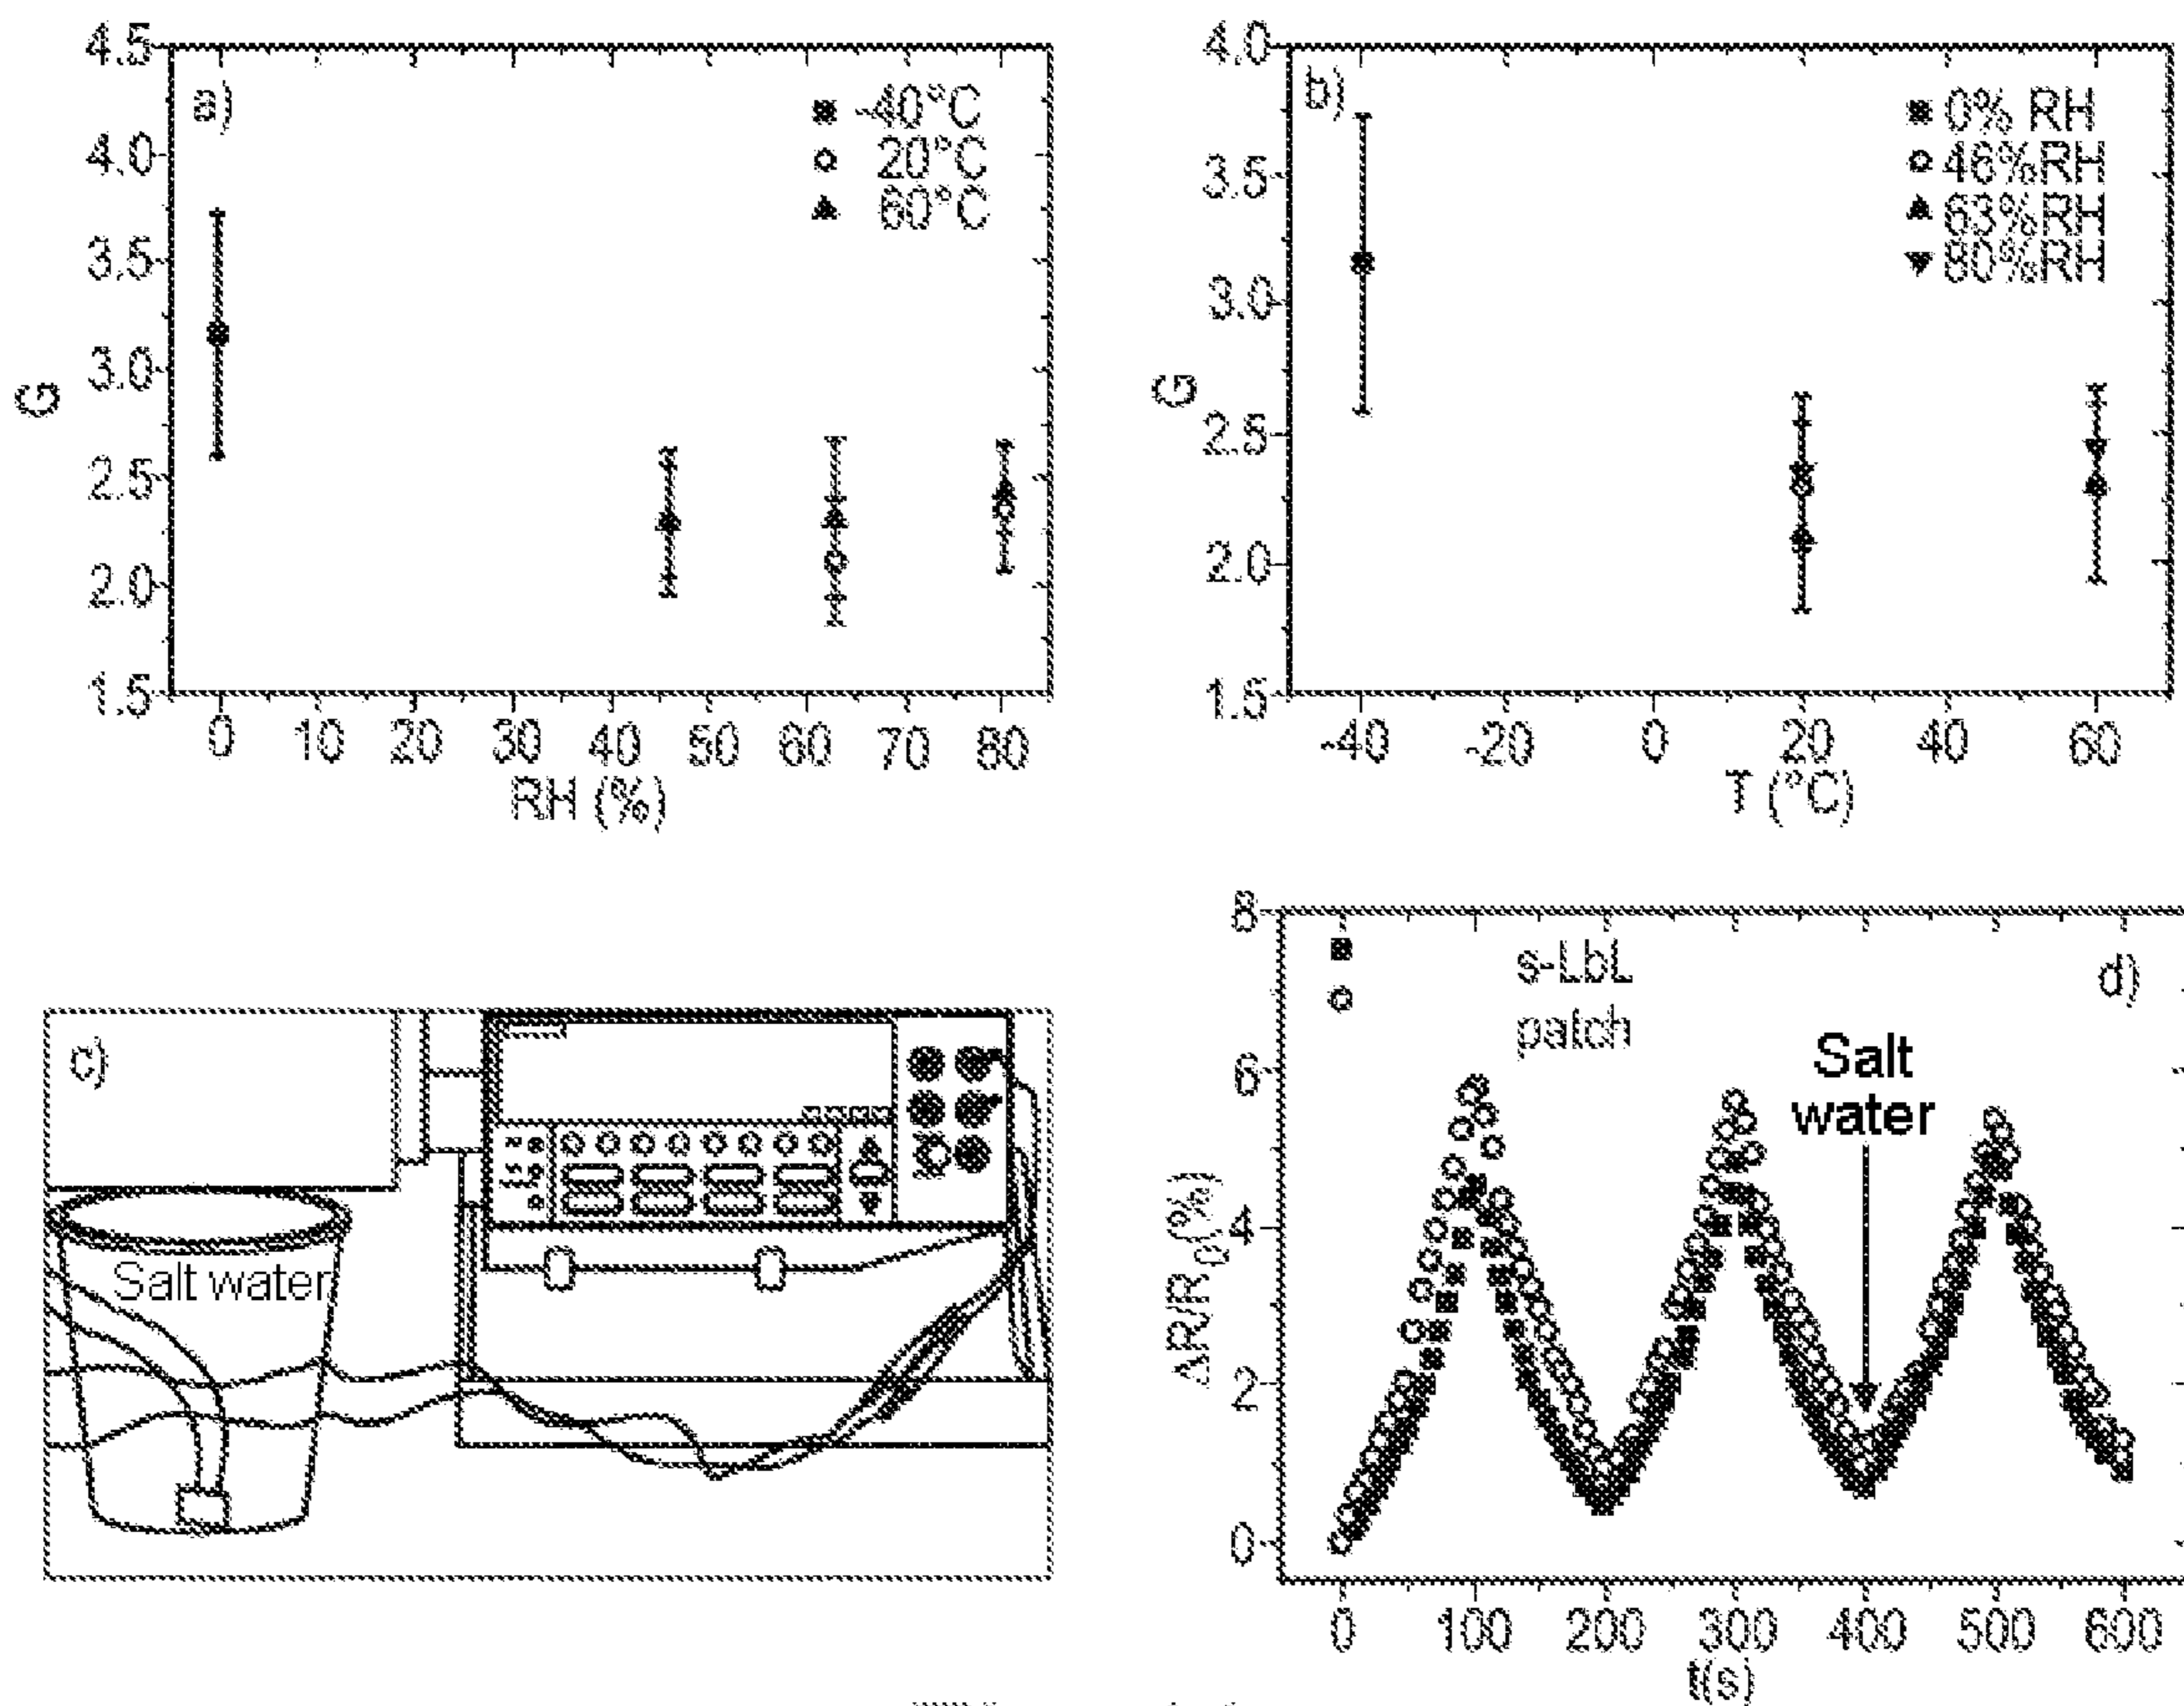 a)
4.5
4.0
3.5
3.0
2.5
2.0
1.5
G
-40°C
20°C
60°C
0 10 20 30 40 50 60 70 80
RH (%)
b)
4.0
3.5
3.0
2.5
2.0
1.5
G
0% RH
46%RH
63%RH
80%RH
-40 -20 0 20 40 60
T (°C)
c)
Salt water
d)
8
6
4
2
0
ΔR/R0(%)
s-LbL
patch
Salt
water
0 100 200 300 400 500 600
t(s)